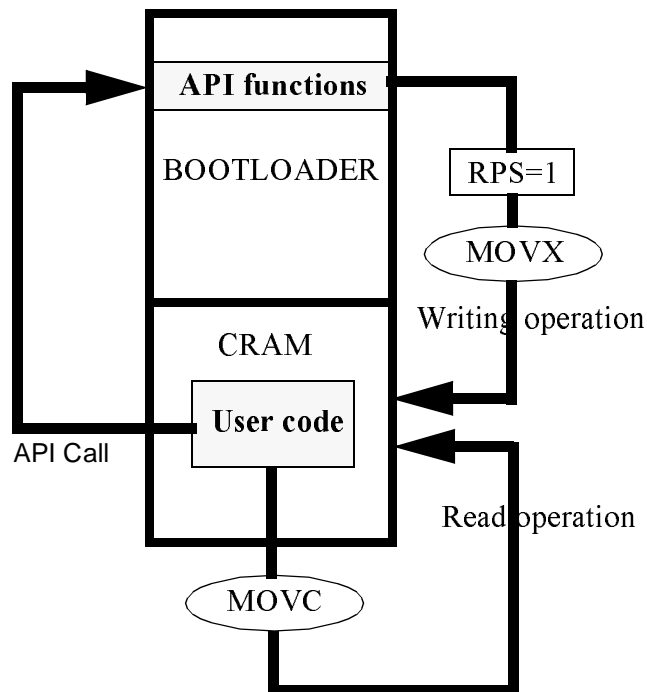 API functions
BOOTLOADER
RPS=1
MOVX
Writing operation
CRAM
User code
API Call
Read operation
MOVC